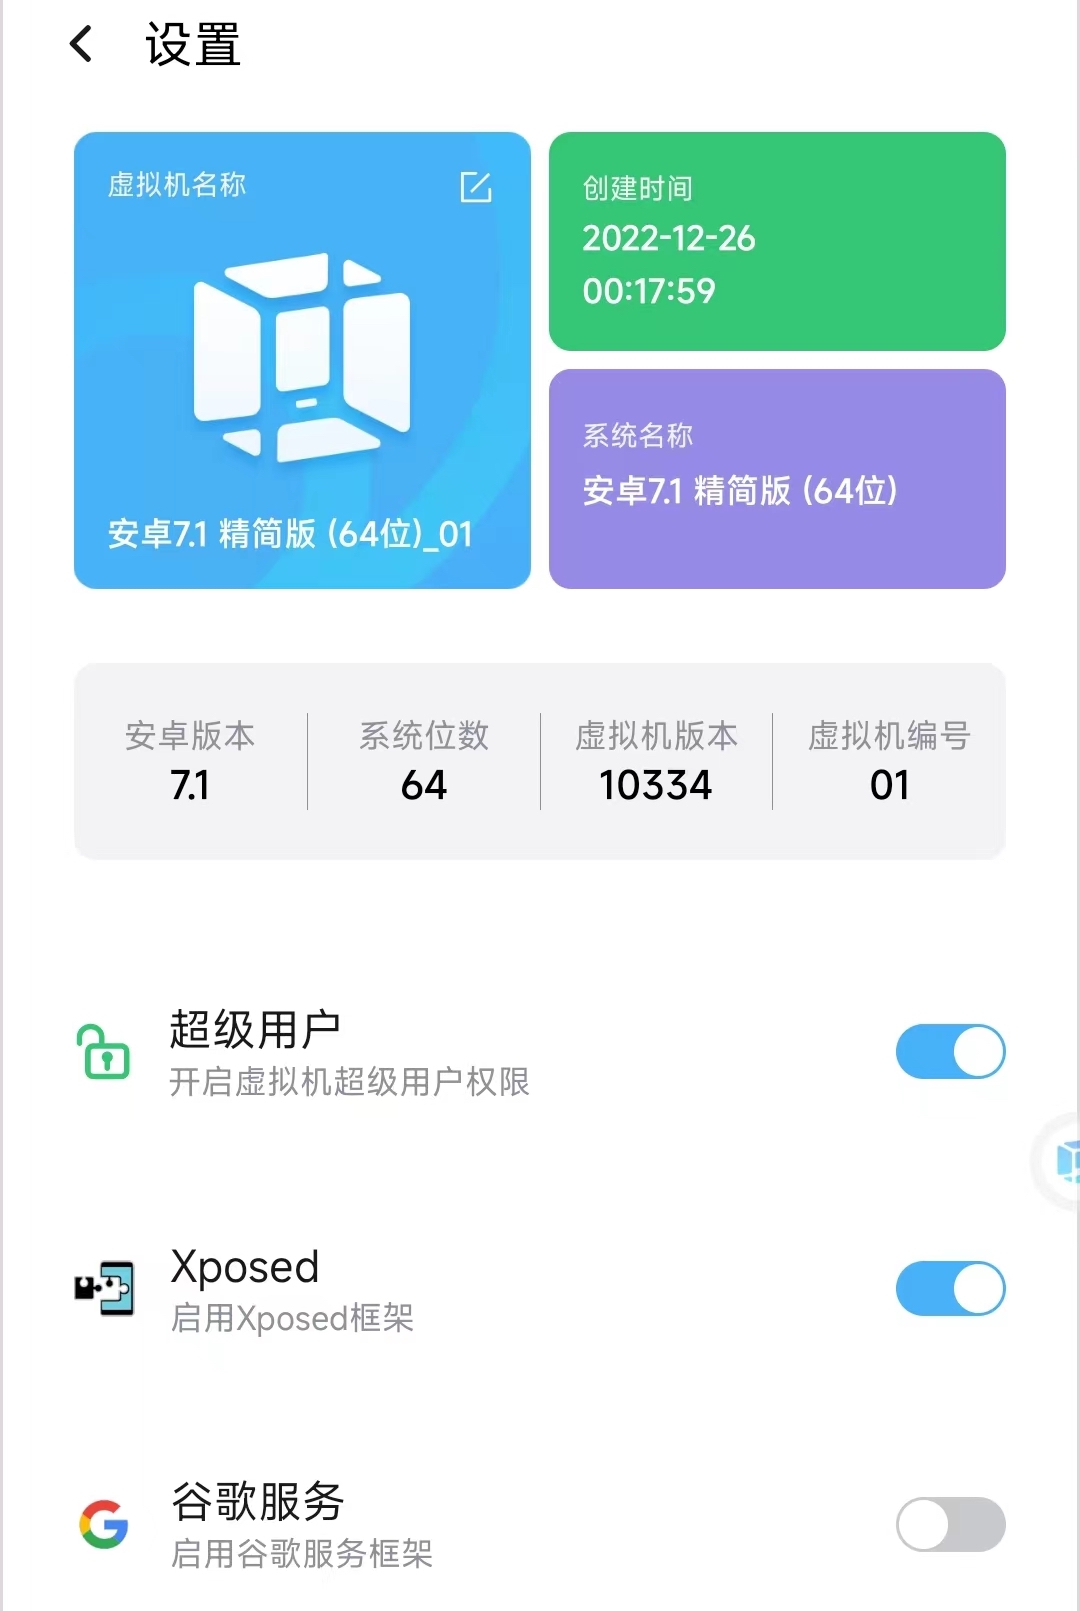 设置
虚拟机名称
安卓7.1 精简版 (64位)_01
创建时间
2022-12-26
00:17:59
系统名称
安卓7.1 精简版 (64位)
安卓版本
7.1
系统位数
64
虚拟机版本
10334
虚拟机编号
01
超级用户
开启虚拟机超级用户权限
Xposed
启用Xposed框架
谷歌服务
启用谷歌服务框架